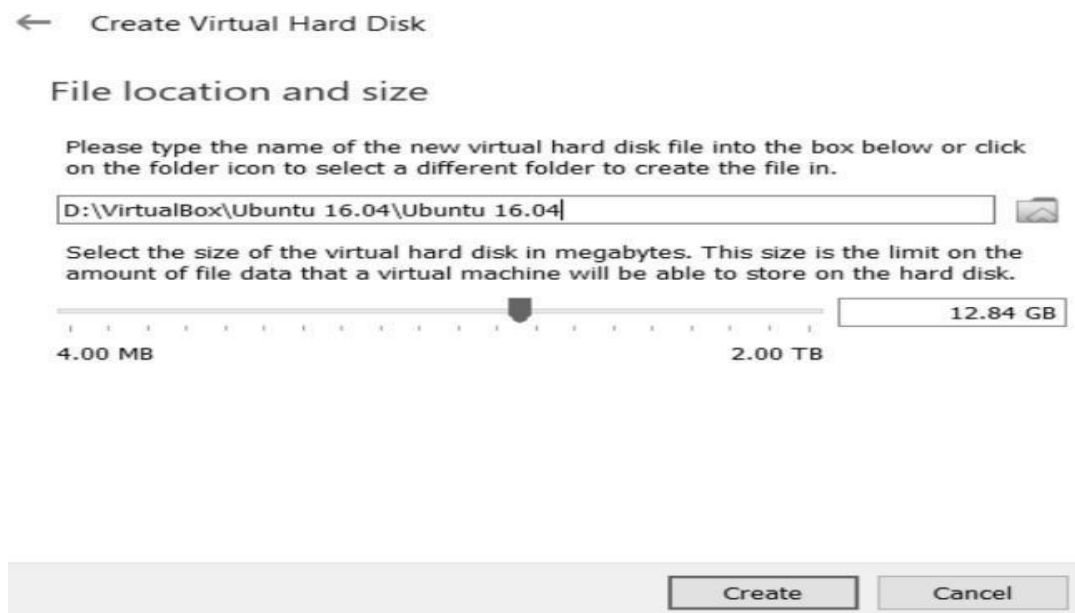 Create Virtual Hard Disk
File location and size
Please type the name of the new virtual hard disk file into the box below or click
on the folder icon to select a different folder to create the file in.
D:\VirtualBox\Ubuntu 16.04\Ubuntu 16.04
Select the size of the virtual hard disk in megabytes. This size is the limit on the
amount of file data that a virtual machine will be able to store on the hard disk.
12.84 GB
4.00 MB 2.00 TB
Create Cancel